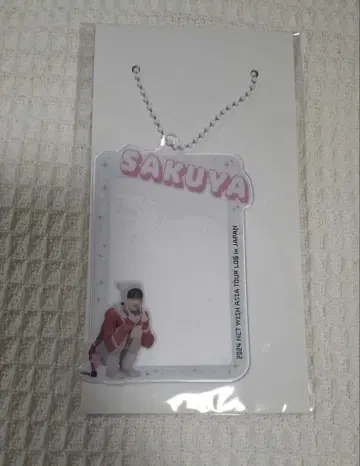 SAKUYA
2024 NCT WISH ASIA TOUR LOG in JAPAN